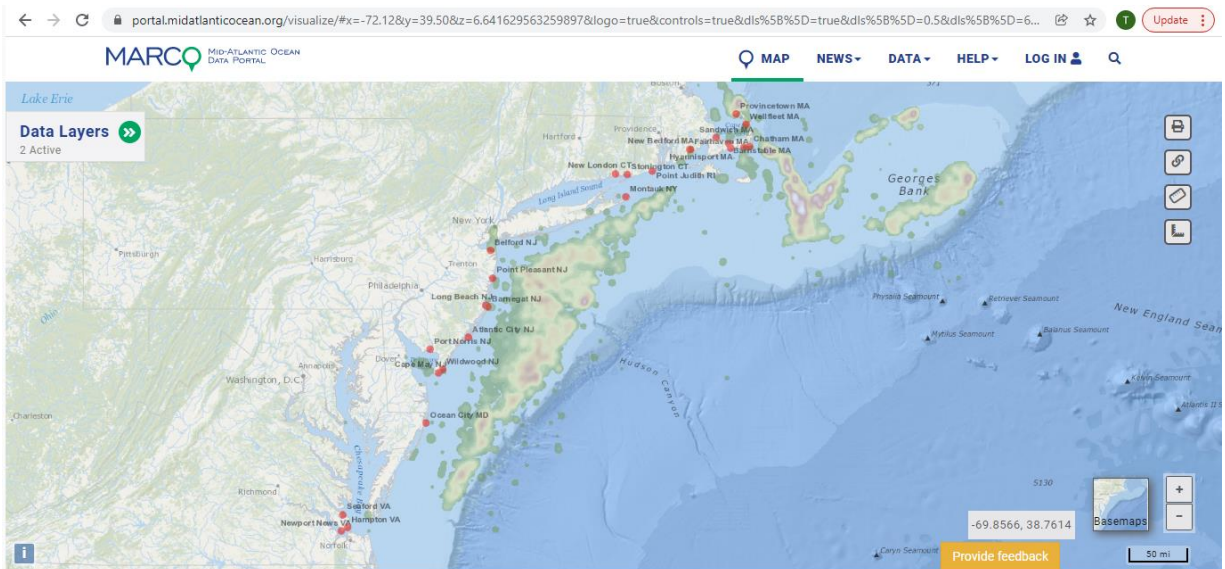 portal.midatlanticocean.org/visualize/#x=-72.12&y=39.50&z=6.641629563259897&logo=true&controls=true&dls%5B%5D=true&dls%5B%5D=0.5&dls%5B%5D=6...
T
Update
MARCO
MID-ATLANTIC OCEAN
DATA PORTAL
MAP
NEWS
DATA
HELP
LOG IN
Lake Erie
Data Layers
2 Active
Provincetown MA
Wellfleet MA
Hartford
Providence
Sandwich MA
New Bedford MA
Chatham MA
Barnstable MA
Hyannisport MA
New London CT
Stonington CT
Point Judith RI
Georges
Bank
Long Island Sound
Montauk NY
New York
Belford NJ
Pittsburgh
Harrisburg
Trenton
Point Pleasant NJ
Philadelphia
Long Beach NJ
Barnegat NJ
Physalia Seamount
Retriever Seamount
New England Seam
Ohio
Atlantic City NJ
Port Norris NJ
Mytilus Seamount
Balanus Seamount
Annapolis
Dover
Cape May NJ
Wildwood NJ
Hudson
Canyon
Washington, D.C.
Kelvin Seamount
Atlantis II S
Charleston
Ocean City MD
Chesapeake Bay
Richmond
5130
Seaford VA
Newport News VA
Hampton VA
Norfolk
-69.8566, 38.7614
Basemaps
+
-
i
Caryn Seamount
Provide feedback
50 mi